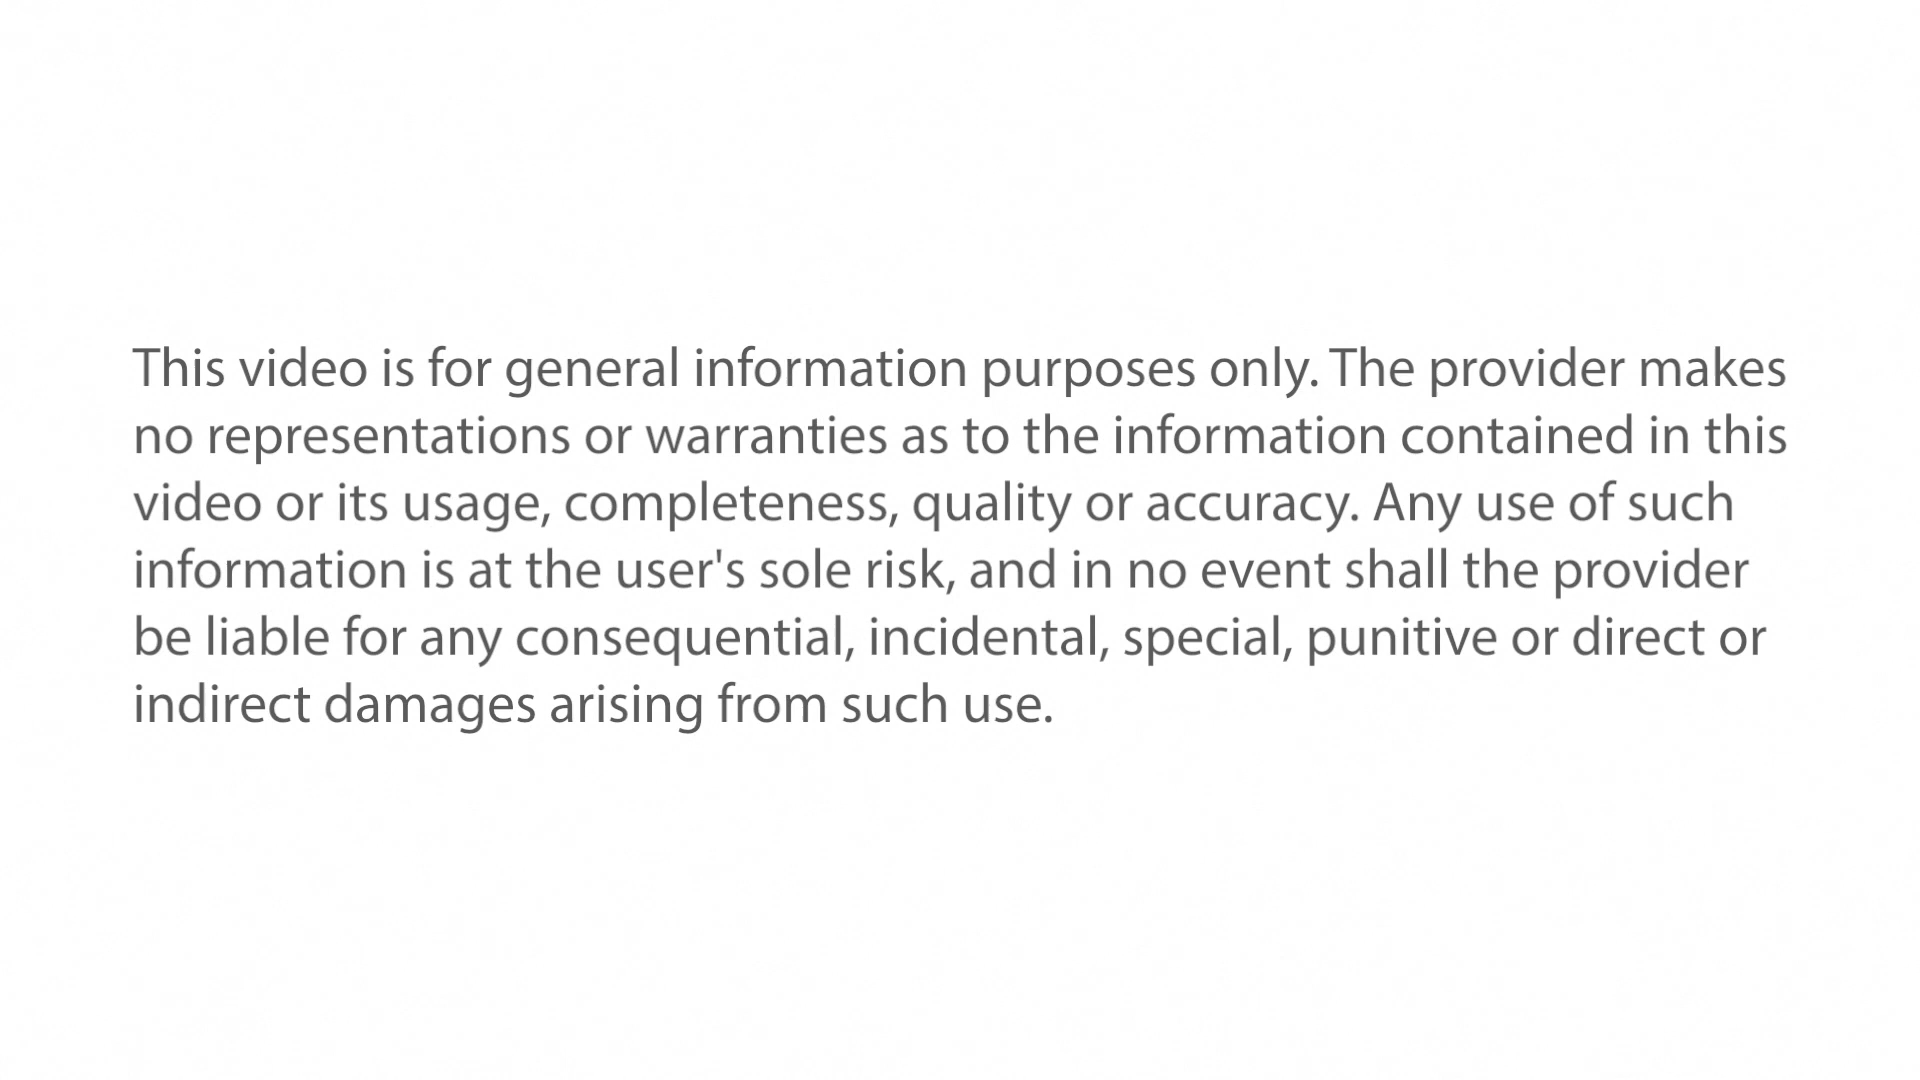 This video is for general information purposes only. The provider makes
no representations or warranties as to the information contained in this
video or its usage, completeness, quality or accuracy. Any use of such
information is at the user's sole risk, and in no event shall the provider
be liable for any consequential, incidental, special, punitive or direct or
indirect damages arising from such use.